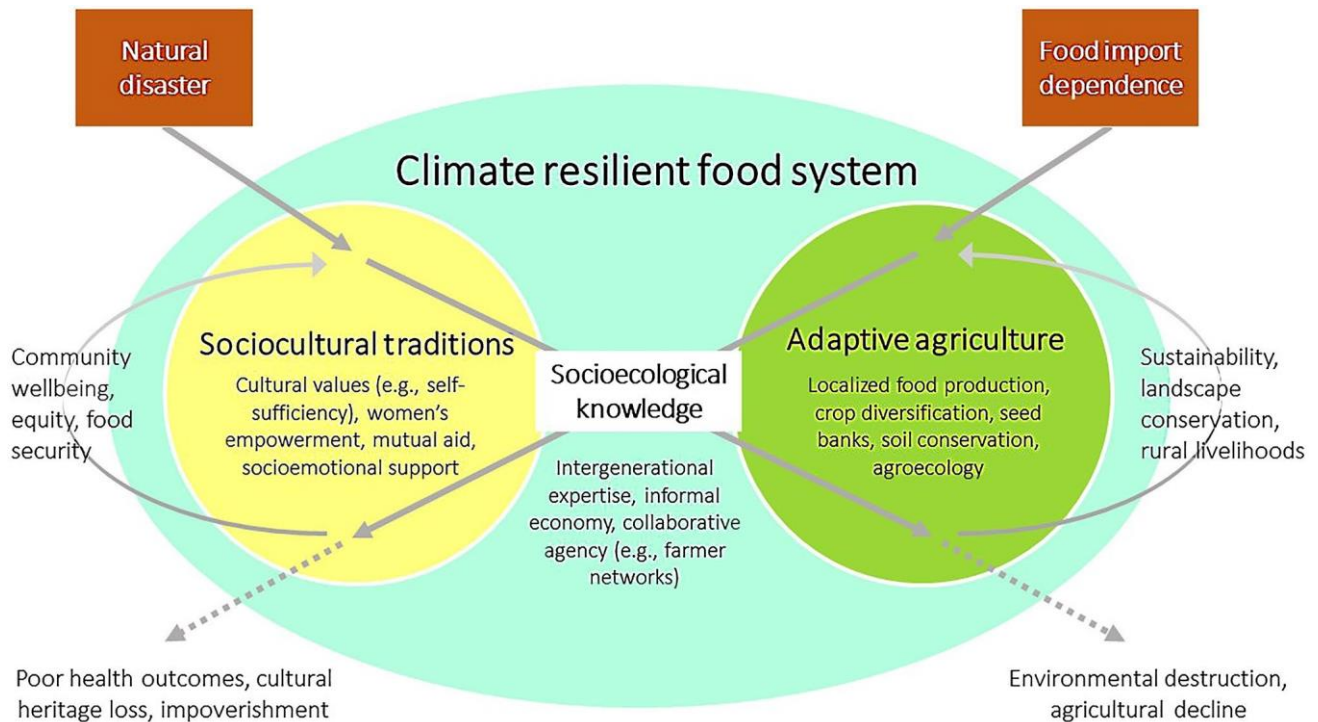 Natural
disaster
Food import
dependence
Climate resilient food system
Community
wellbeing,
equity, food
security
Sociocultural traditions
Cultural values (e.g., self-
sufficiency), women's
empowerment, mutual aid,
socioemotional support
Socioecological
knowledge
Intergenerational
expertise, informal
economy, collaborative
agency (e.g., farmer
networks)
Adaptive agriculture
Localized food production,
crop diversification, seed
banks, soil conservation,
agroecology
Sustainability,
landscape
conservation,
rural livelihoods
Poor health outcomes, cultural
heritage loss, impoverishment
Environmental destruction,
agricultural decline